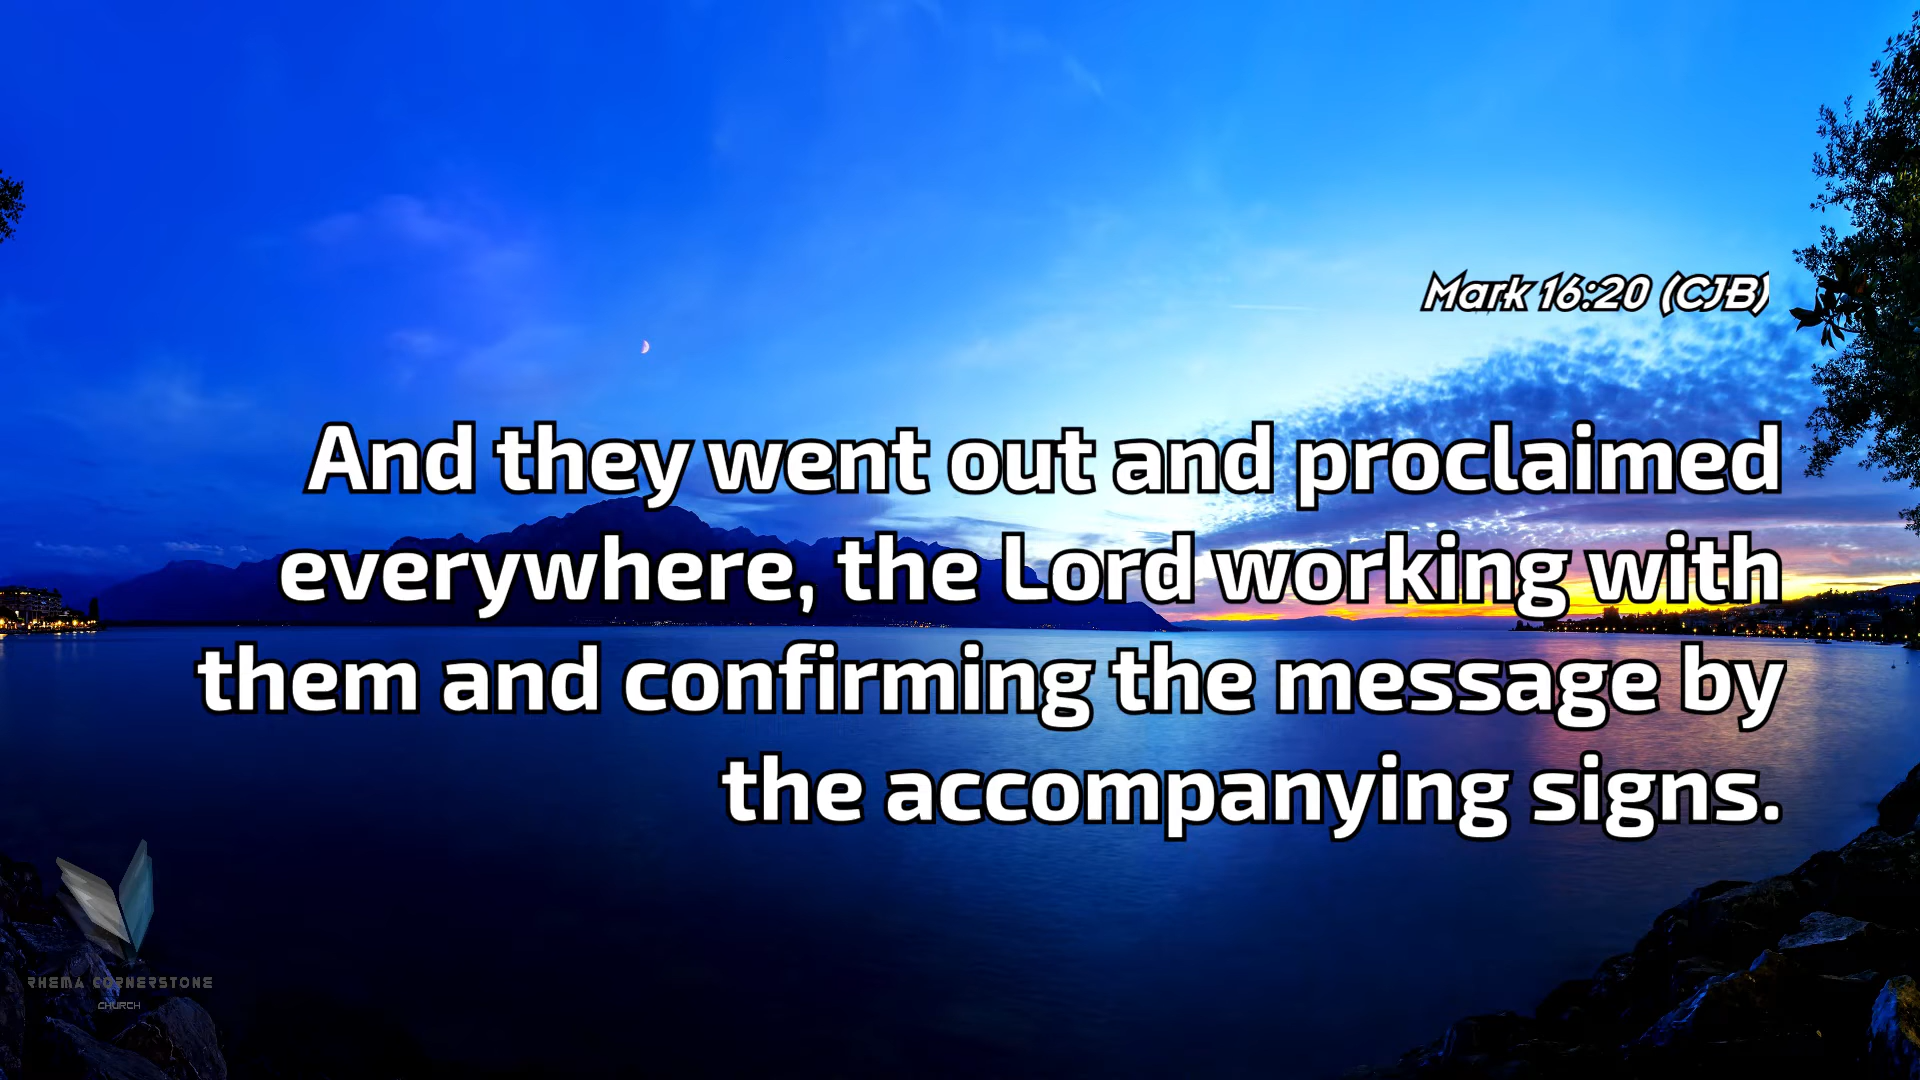 Mark 16:20 (CJB)
And they went out and proclaimed
everywhere, the Lord working with
them and confirming the message by
the accompanying signs.
RHEMA CORNERSTONE
CHURCH